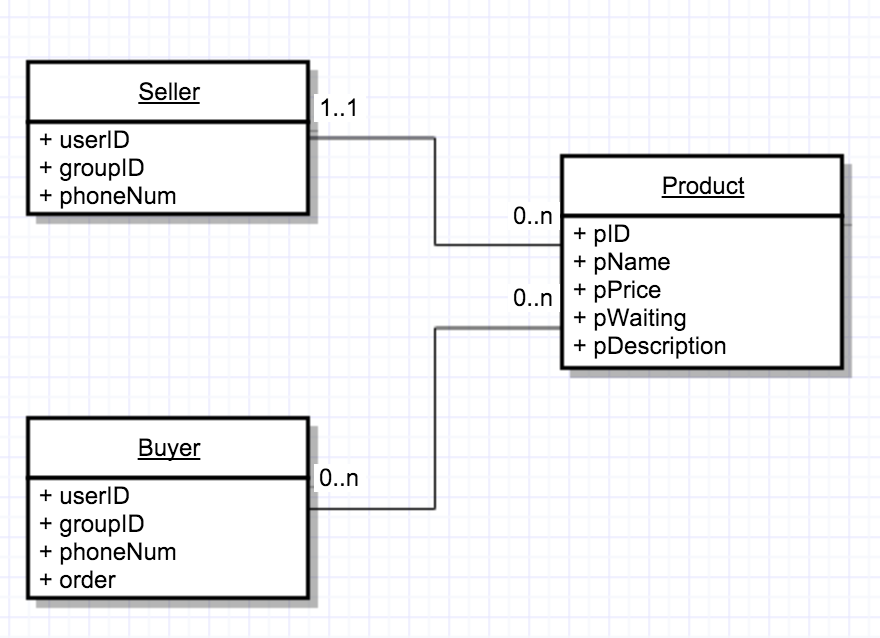 Seller
+ userID
+ groupID
+ phoneNum
1..1
0..n
Product
+ pID
+ pName
+ pPrice
+ pWaiting
+ pDescription
0..n
Buyer
+ userID
+ groupID
+ phoneNum
+ order
0..n